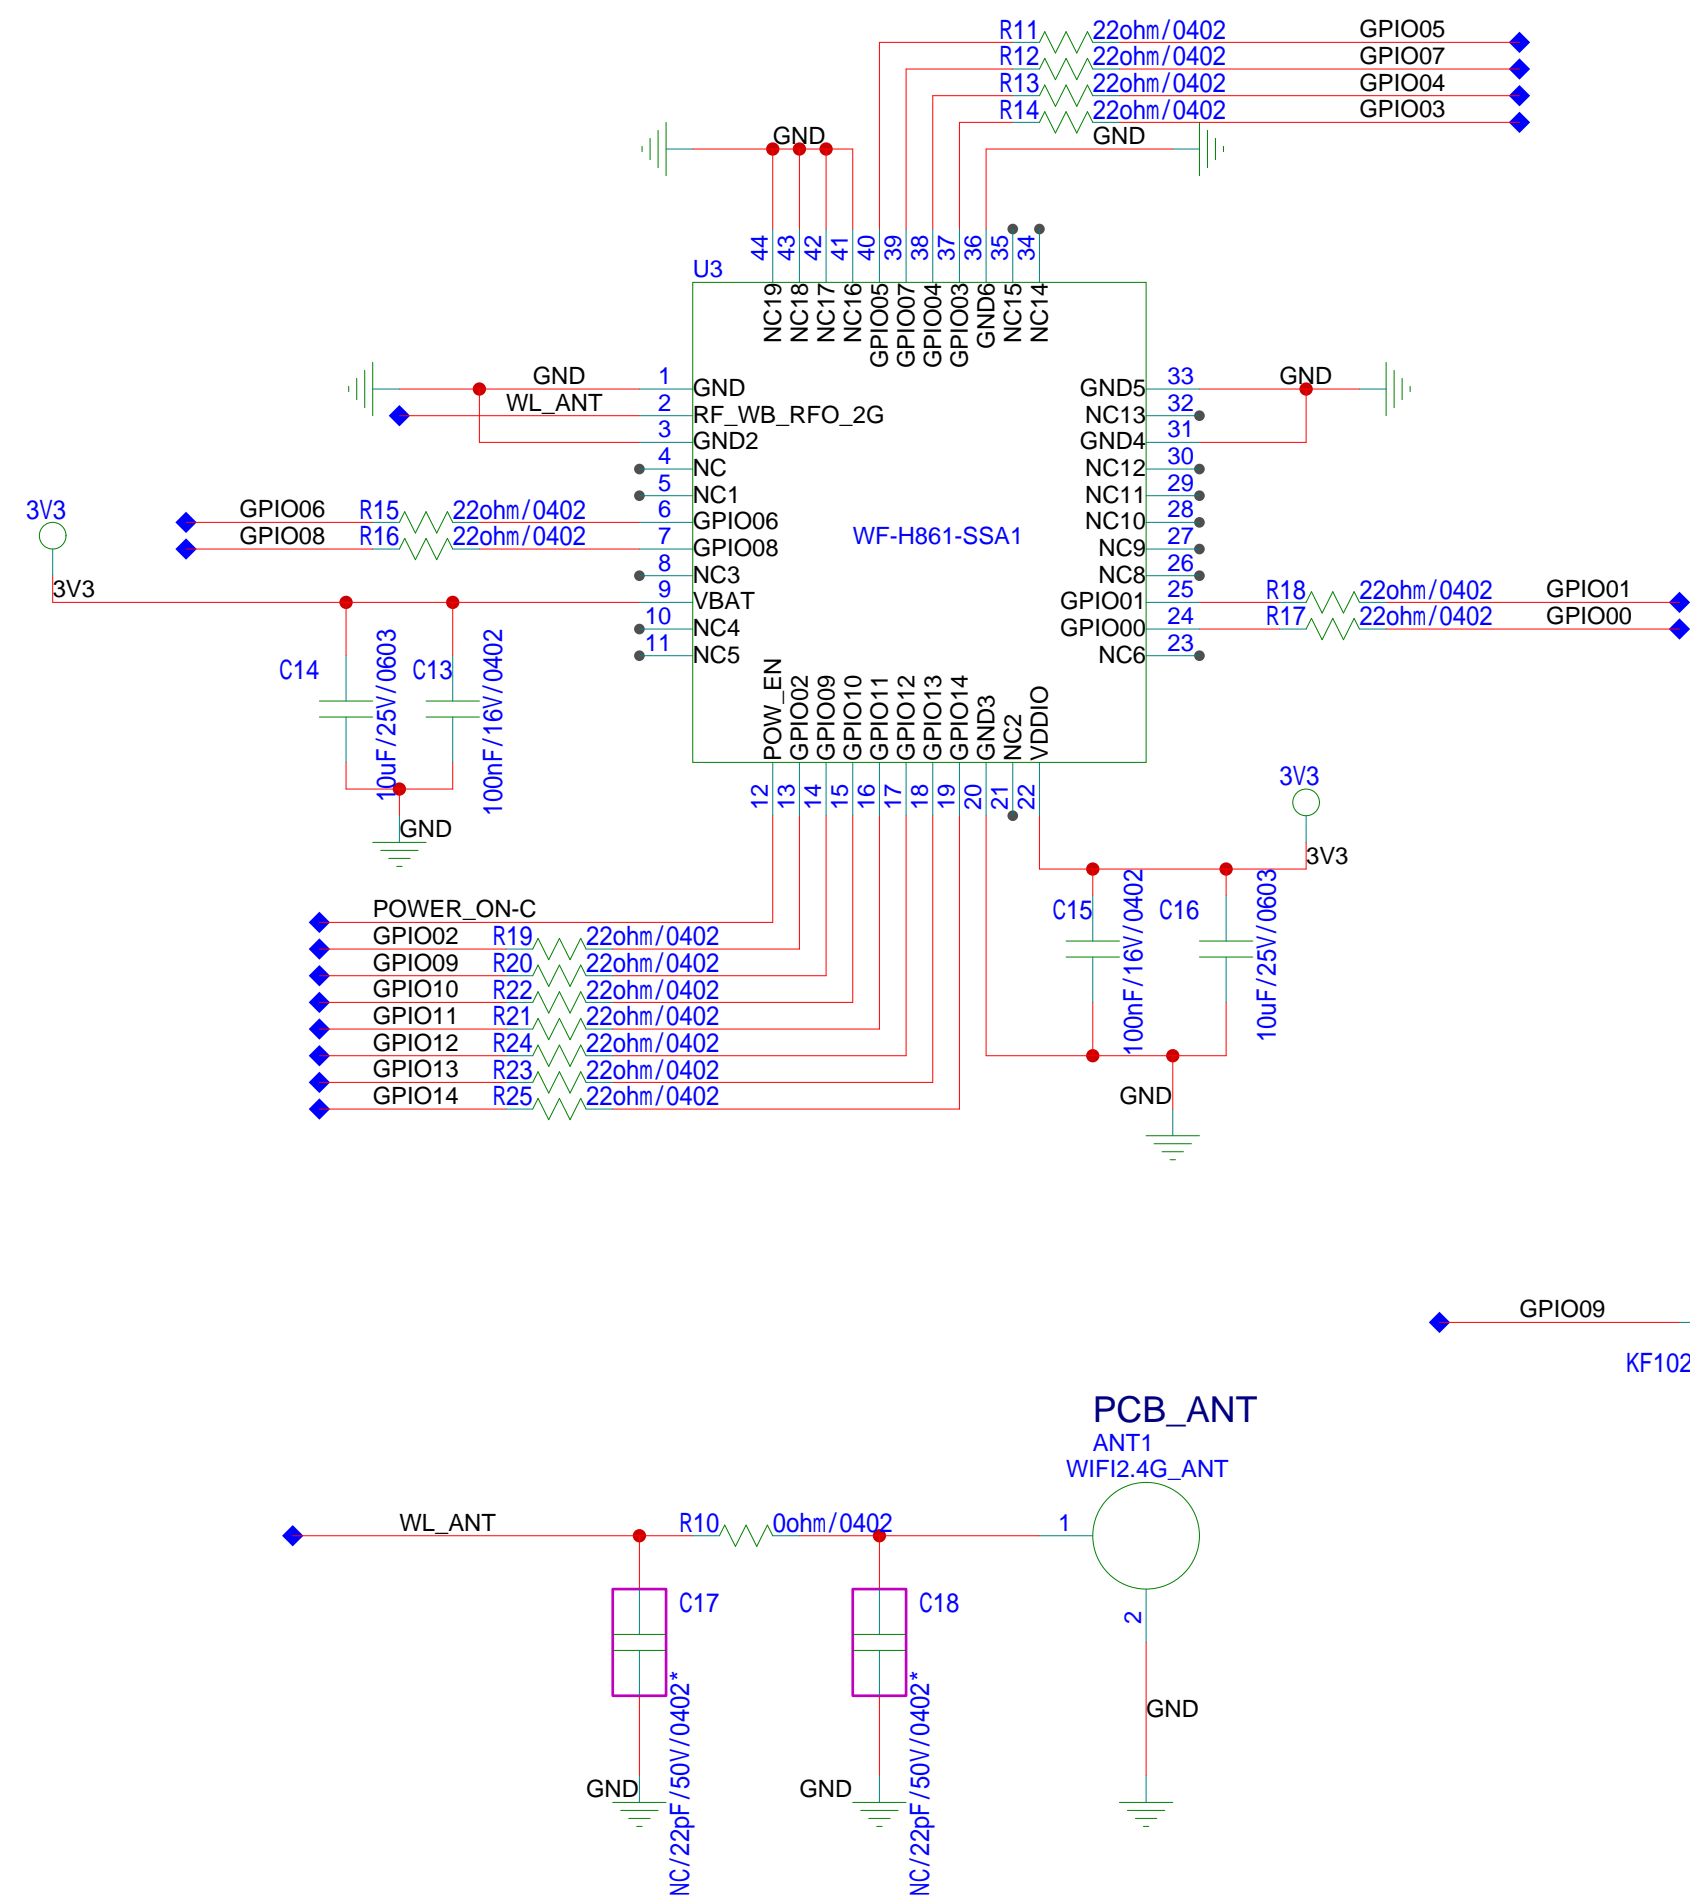 R11 22ohm/0402 GPIO05
R12 22ohm/0402 GPIO07
R13 22ohm/0402 GPIO04
R14 22ohm/0402 GPIO03
GND GND
44 43 42 41 40 39 38 37 36 35 34
U3
NC19 NC18 NC17 NC16 GPIO05 GPIO07 GPIO04 GPIO03 GND6 NC15 NC14
GND 1 GND GND5 33 GND
WL_ANT 2 RF_WB_RFO_2G NC13 32
3 GND2 GND4 31
4 NC NC12 30
5 NC1 NC11 29
3V3 GPIO06 R15 22ohm/0402 6 GPIO06 NC10 28
GPIO08 R16 22ohm/0402 7 GPIO08 WF-H861-SSA1 NC9 27
8 NC3 NC8 26
3V3 9 VBAT GPIO01 25 R18 22ohm/0402 GPIO01
10 NC4 GPIO00 24 R17 22ohm/0402 GPIO00
11 NC5 NC6 23
C14 10uF/25V/0603 C13 100nF/16V/0402
POW_EN GPIO02 GPIO09 GPIO10 GPIO11 GPIO12 GPIO13 GPIO14 GND3 NC2 VDDIO
12 13 14 15 16 17 18 19 20 21 22
3V3
GND
3V3
POWER_ON-C
C15 100nF/16V/0402 C16 10uF/25V/0603
GPIO02 R19 22ohm/0402
GPIO09 R20 22ohm/0402
GPIO10 R22 22ohm/0402
GPIO11 R21 22ohm/0402
GPIO12 R24 22ohm/0402
GPIO13 R23 22ohm/0402
GPIO14 R25 22ohm/0402
GND
GPIO09
KF102
PCB_ANT
ANT1
WIFI2.4G_ANT
WL_ANT R10 0ohm/0402 1
C17 NC/22pF/50V/0402*
C18 NC/22pF/50V/0402*
2
GND
GND GND